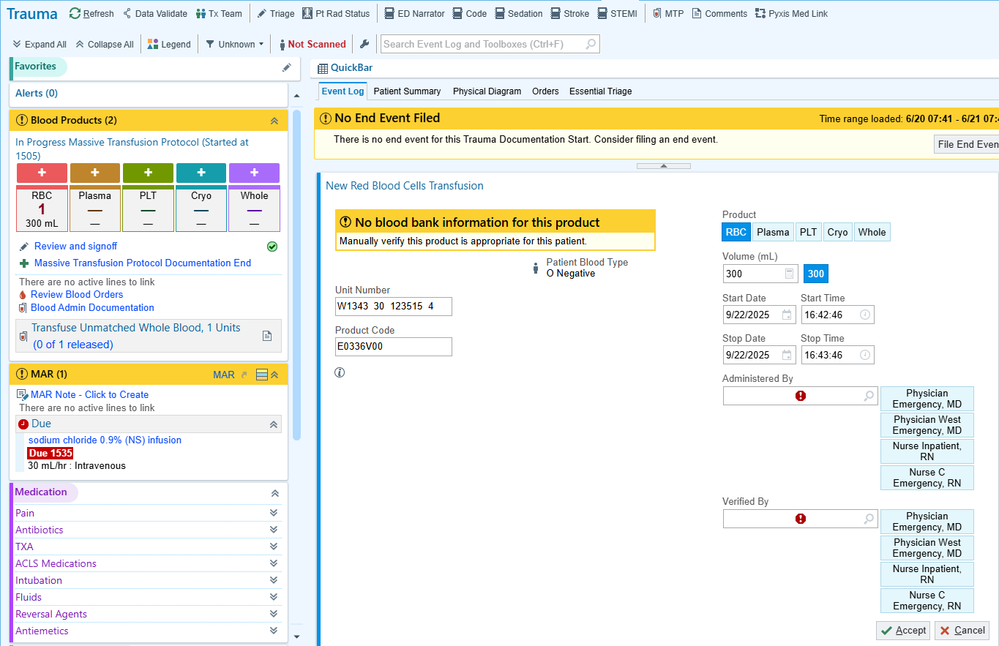 Trauma Refresh Data Validate Tx Team Triage Pt Rad Status ED Narrator Code Sedation Stroke STEMI MTP Comments Pyxis Med Link
Expand All Collapse All Legend Unknown Not Scanned Search Event Log and Toolboxes (Ctrl+F)
Favorites
Alerts (0)
Blood Products (2)
In Progress Massive Transfusion Protocol (Started at
1505)
+ + + + +
RBC Plasma PLT Cryo Whole
1 — — — —
300 mL — — — —
Review and signoff
Massive Transfusion Protocol Documentation End
There are no active lines to link
Review Blood Orders
Blood Admin Documentation
Transfuse Unmatched Whole Blood, 1 Units
(0 of 1 released)
MAR (1) MAR
MAR Note - Click to Create
There are no active lines to link
Due
sodium chloride 0.9% (NS) infusion
Due 1535
30 mL/hr : Intravenous
Medication
Pain
Antibiotics
TXA
ACLS Medications
Intubation
Fluids
Reversal Agents
Antiemetics
QuickBar
Event Log Patient Summary Physical Diagram Orders Essential Triage
No End Event Filed Time range loaded: 6/20 07:41 - 6/21 07:
There is no end event for this Trauma Documentation Start. Consider filing an end event.
File End Even
New Red Blood Cells Transfusion
No blood bank information for this product
Manually verify this product is appropriate for this patient.
Patient Blood Type
O Negative
Unit Number
W1343 30 123515 4
Product Code
E0336V00
Product
RBC Plasma PLT Cryo Whole
Volume (mL)
300 300
Start Date Start Time
9/22/2025 16:42:46
Stop Date Stop Time
9/22/2025 16:43:46
Administered By
Physician
Emergency, MD
Physician West
Emergency, MD
Nurse Inpatient,
RN
Nurse C
Emergency, RN
Verified By
Physician
Emergency, MD
Physician West
Emergency, MD
Nurse Inpatient,
RN
Nurse C
Emergency, RN
Accept Cancel